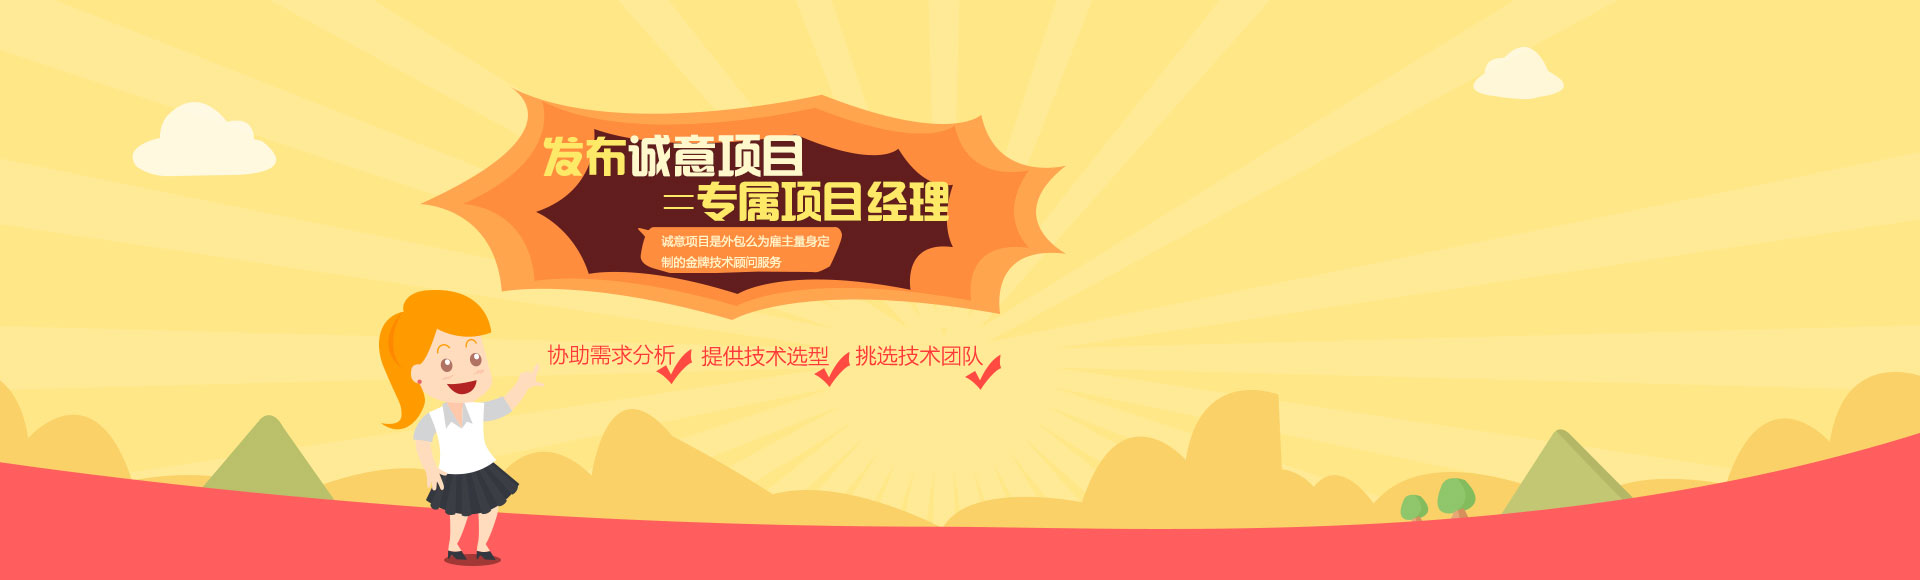 发布诚意项目
=专属项目经理
诚意项目是外包么为雇主量身定
制的金牌技术顾问服务
协助需求分析 提供技术选型 挑选技术团队